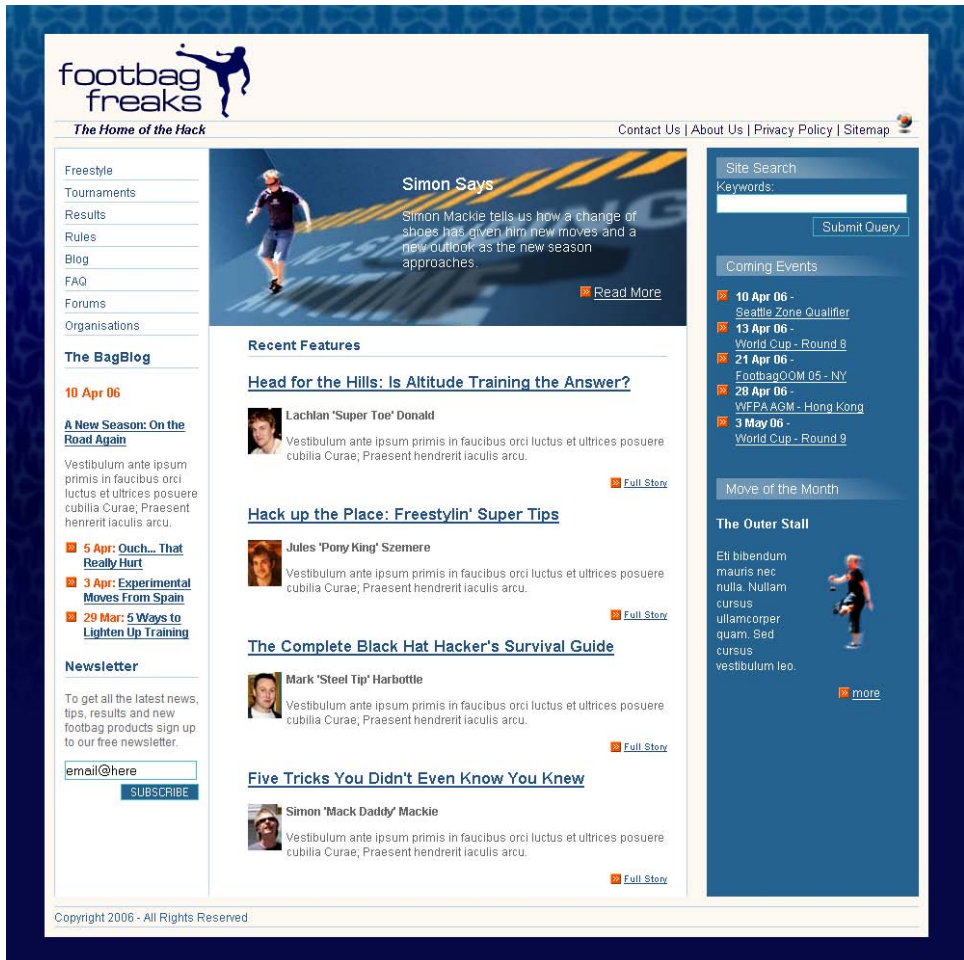 footbag
freaks
The Home of the Hack
Contact Us | About Us | Privacy Policy | Sitemap
Freestyle
Tournaments
Results
Rules
Blog
FAQ
Forums
Organisations
The BagBlog
10 Apr 06
A New Season: On the
Road Again
Vestibulum ante ipsum
primis in faucibus orci
luctus et ultrices posuere
cubilia Curae; Praesent
henrerit iaculis arcu.
5 Apr: Ouch... That
Really Hurt
3 Apr: Experimental
Moves From Spain
29 Mar: 5 Ways to
Lighten Up Training
Newsletter
To get all the latest news,
tips, results and new
footbag products sign up
to our free newsletter.
email@here
SUBSCRIBE
Simon Says
Simon Mackie tells us how a change of
shoes has given him new moves and a
new outlook as the new season
approaches.
Read More
Recent Features
Head for the Hills: Is Altitude Training the Answer?
Lachlan 'Super Toe' Donald
Vestibulum ante ipsum primis in faucibus orci luctus et ultrices posuere
cubilia Curae; Praesent hendrerit iaculis arcu.
Full Story
Hack up the Place: Freestylin' Super Tips
Jules 'Pony King' Szemere
Vestibulum ante ipsum primis in faucibus orci luctus et ultrices posuere
cubilia Curae; Praesent hendrerit iaculis arcu.
Full Story
The Complete Black Hat Hacker's Survival Guide
Mark 'Steel Tip' Harbottle
Vestibulum ante ipsum primis in faucibus orci luctus et ultrices posuere
cubilia Curae; Praesent hendrerit iaculis arcu.
Full Story
Five Tricks You Didn't Even Know You Knew
Simon 'Mack Daddy' Mackie
Vestibulum ante ipsum primis in faucibus orci luctus et ultrices posuere
cubilia Curae; Praesent hendrerit iaculis arcu.
Full Story
Site Search
Keywords:
Submit Query
Coming Events
10 Apr 06 -
Seattle Zone Qualifier
13 Apr 06 -
World Cup - Round 8
21 Apr 06 -
FootbagOOM 05 - NY
28 Apr 06 -
WFPA AGM - Hong Kong
3 May 06 -
World Cup - Round 9
Move of the Month
The Outer Stall
Eti bibendum
mauris nec
nulla. Nullam
cursus
ullamcorper
quam. Sed
cursus
vestibulum leo.
more
Copyright 2006 - All Rights Reserved